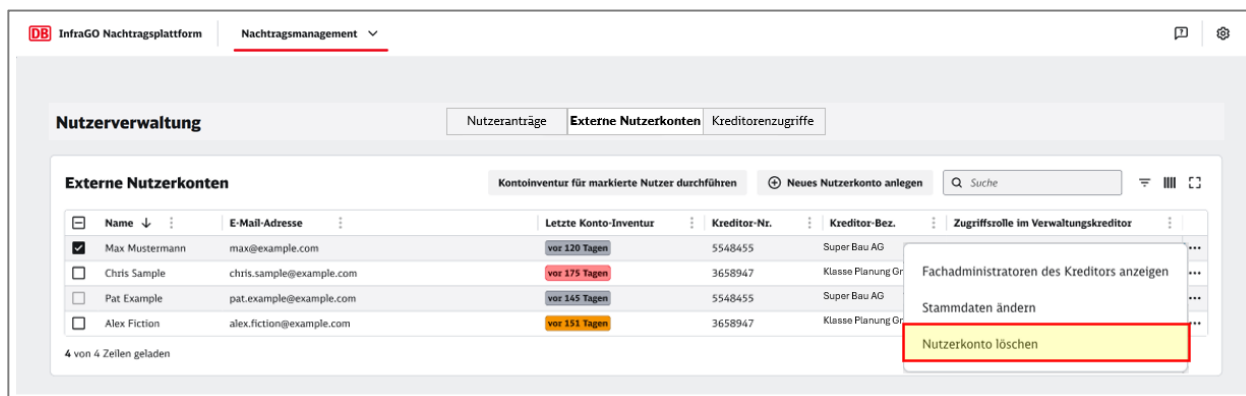 DB InfraGO Nachtragsplattform Nachtragsmanagement
Nutzerverwaltung Nutzeranträge Externe Nutzerkonten Kreditorenzugriffe
Externe Nutzerkonten Kontoinventur für markierte Nutzer durchführen Neues Nutzerkonto anlegen Suche
Name E-Mail-Adresse Letzte Konto-Inventur Kreditor-Nr. Kreditor-Bez. Zugriffsrolle im Verwaltungskreditor
Max Mustermann max@example.com vor 120 Tagen 5548455 Super Bau AG
Chris Sample chris.sample@example.com vor 175 Tagen 3658947 Klasse Planung Gr
Pat Example pat.example@example.com vor 145 Tagen 5548455 Super Bau AG
Alex Fiction alex.fiction@example.com vor 151 Tagen 3658947 Klasse Planung Gr
Fachadministratoren des Kreditors anzeigen
Stammdaten ändern
Nutzerkonto löschen
4 von 4 Zeilen geladen